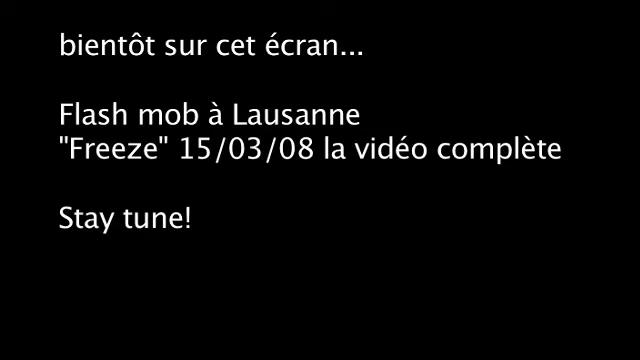 bientôt sur cet écran...
Flash mob à Lausanne
"Freeze" 15/03/08 la vidéo complète
Stay tune!